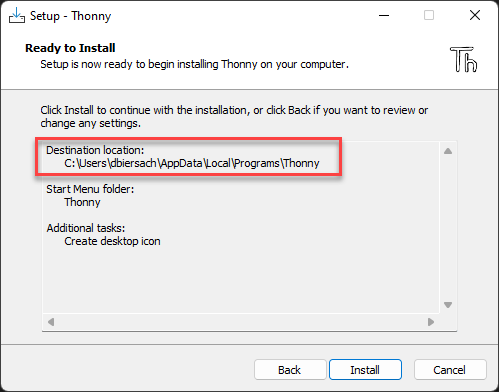 Setup - Thonny
Ready to Install
Setup is now ready to begin installing Thonny on your computer.
Th
Click Install to continue with the installation, or click Back if you want to review or
change any settings.
Destination location:
C:\Users\dbiersach\AppData\Local\Programs\Thonny
Start Menu folder:
Thonny
Additional tasks:
Create desktop icon
Back
Install
Cancel